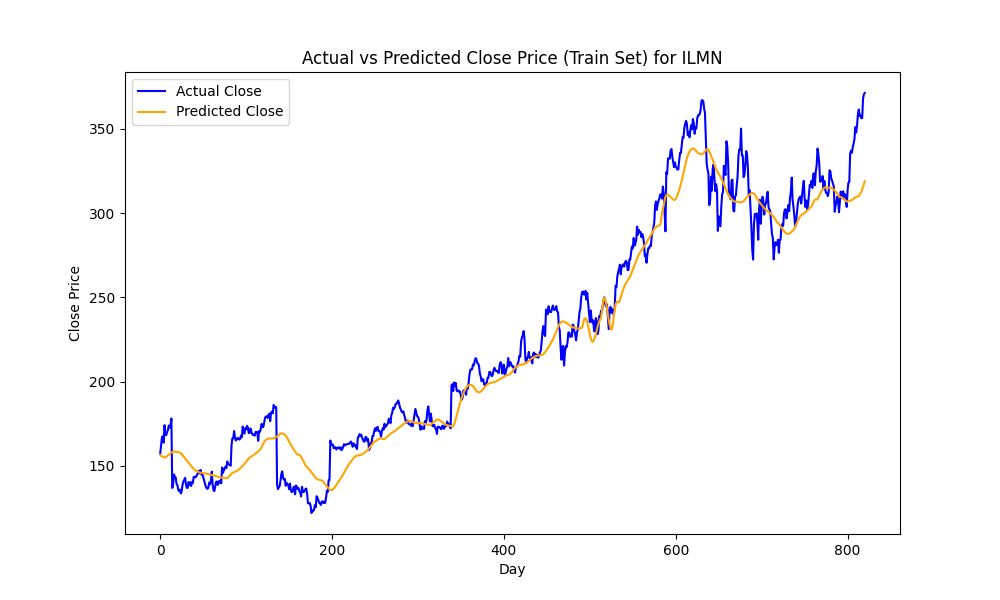 Actual vs Predicted Close Price (Train Set) for ILMN
Actual Close
Predicted Close
350
300
250
200
150
Close Price
0 200 400 600 800
Day